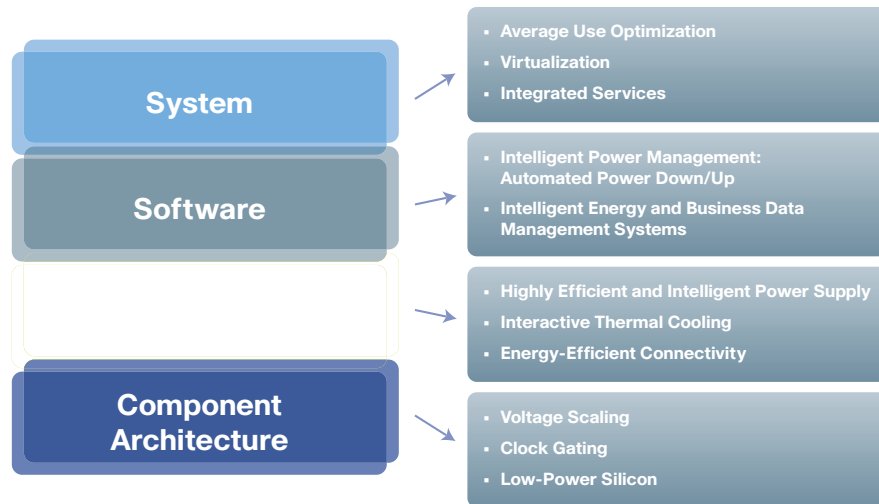 System
▪ Average Use Optimization
▪ Virtualization
▪ Integrated Services
Software
▪ Intelligent Power Management:
Automated Power Down/Up
▪ Intelligent Energy and Business Data
Management Systems
▪ Highly Efficient and Intelligent Power Supply
▪ Interactive Thermal Cooling
▪ Energy-Efficient Connectivity
Component
Architecture
▪ Voltage Scaling
▪ Clock Gating
▪ Low-Power Silicon